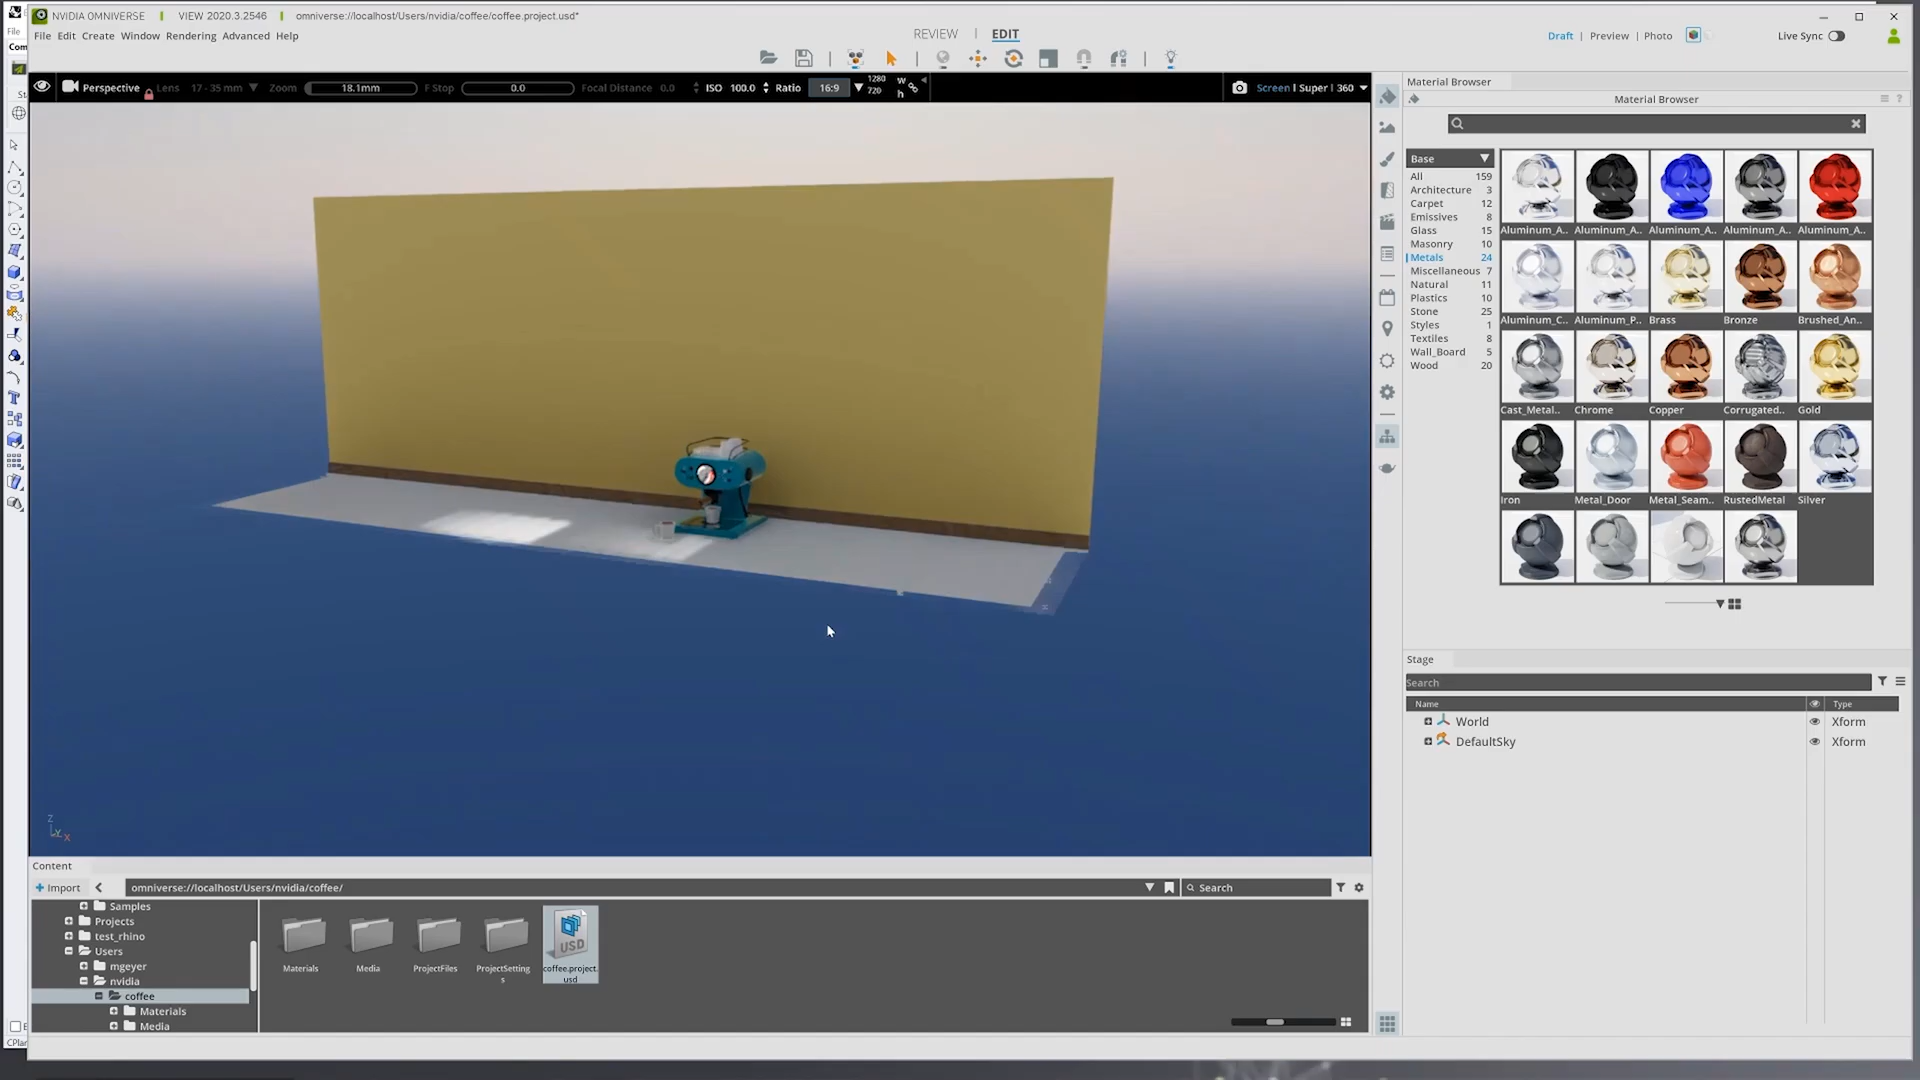 NVIDIA OMNIVERSE | VIEW 2020.3.2546 | omniverse://localhost/Users/nvidia/coffee/coffee.project.usd*
File Edit Create Window Rendering Advanced Help
REVIEW | EDIT
Draft | Preview | Photo
Live Sync
Perspective Lens 17 - 35 mm Zoom 18.1mm F Stop 0.0 Focal Distance 0.0 ISO 100.0 Ratio 16:9 1280 720 W h
Screen | Super | 360
Material Browser
Material Browser
Base
All 159
Architecture 3
Carpet 12
Emissives 8
Glass 15
Masonry 10
Metals 24
Miscellaneous 7
Natural 11
Plastics 10
Stone 25
Styles 1
Textiles 8
Wall_Board 5
Wood 20
Aluminum_A.. Aluminum_A.. Aluminum_A.. Aluminum_A.. Aluminum_A..
Aluminum_C.. Aluminum_P.. Brass Bronze Brushed_An..
Cast_Metal.. Chrome Copper Corrugated.. Gold
Iron Metal_Door Metal_Seam.. RustedMetal Silver
Stage
Search
Name Type
World Xform
DefaultSky Xform
Z
Y
X
Content
+ Import omniverse://localhost/Users/nvidia/coffee/ Search
Samples
Projects
test_rhino
Users
mgeyer
nvidia
coffee
Materials
Media
Materials
Media
ProjectFiles
ProjectSetting
s
USD
coffee.project.
usd
File
Com
CPlan